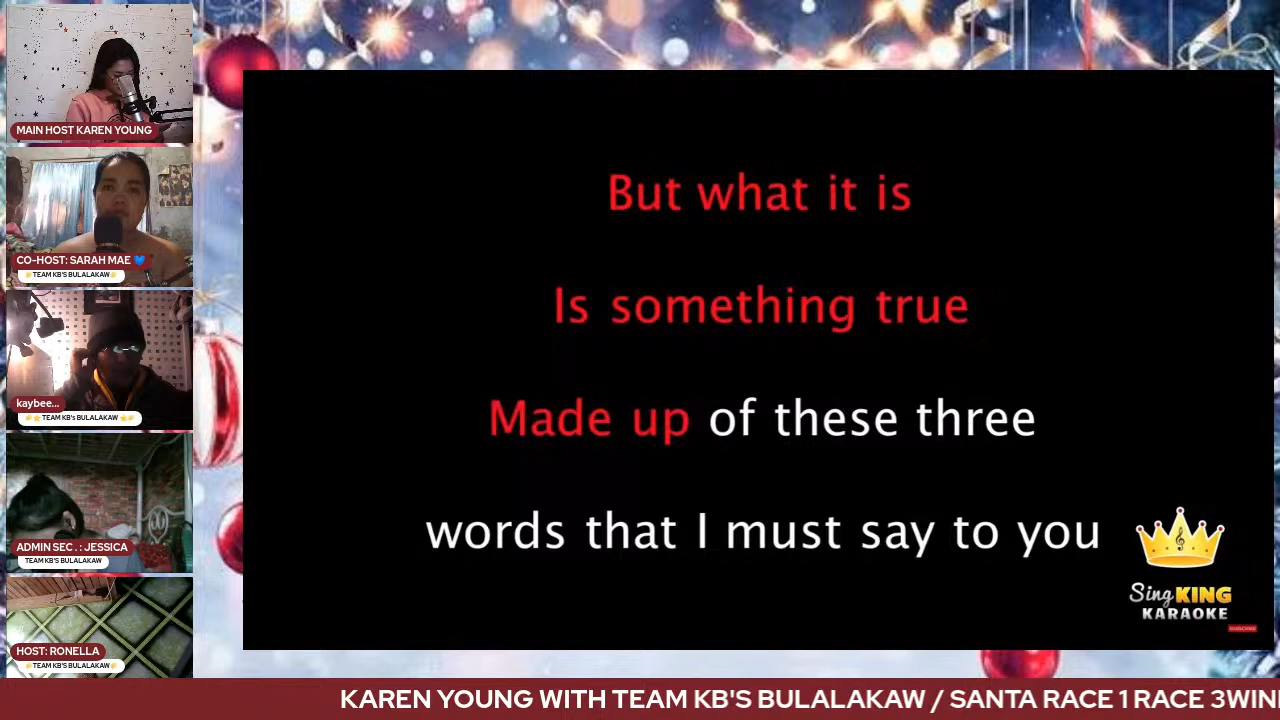 MAIN HOST KAREN YOUNG
CO-HOST: SARAH MAE 💙
TEAM KB'S BULALAKAW
kaybee...
TEAM KB's BULALAKAW
ADMIN SEC . : JESSICA
TEAM KB'S BULALAKAW
HOST: RONELLA
TEAM KB'S BULALAKAW
But what it is
Is something true
Made up of these three
words that I must say to you
Sing KING
KARAOKE
SUBSCRIBE
KAREN YOUNG WITH TEAM KB'S BULALAKAW / SANTA RACE 1 RACE 3WIN